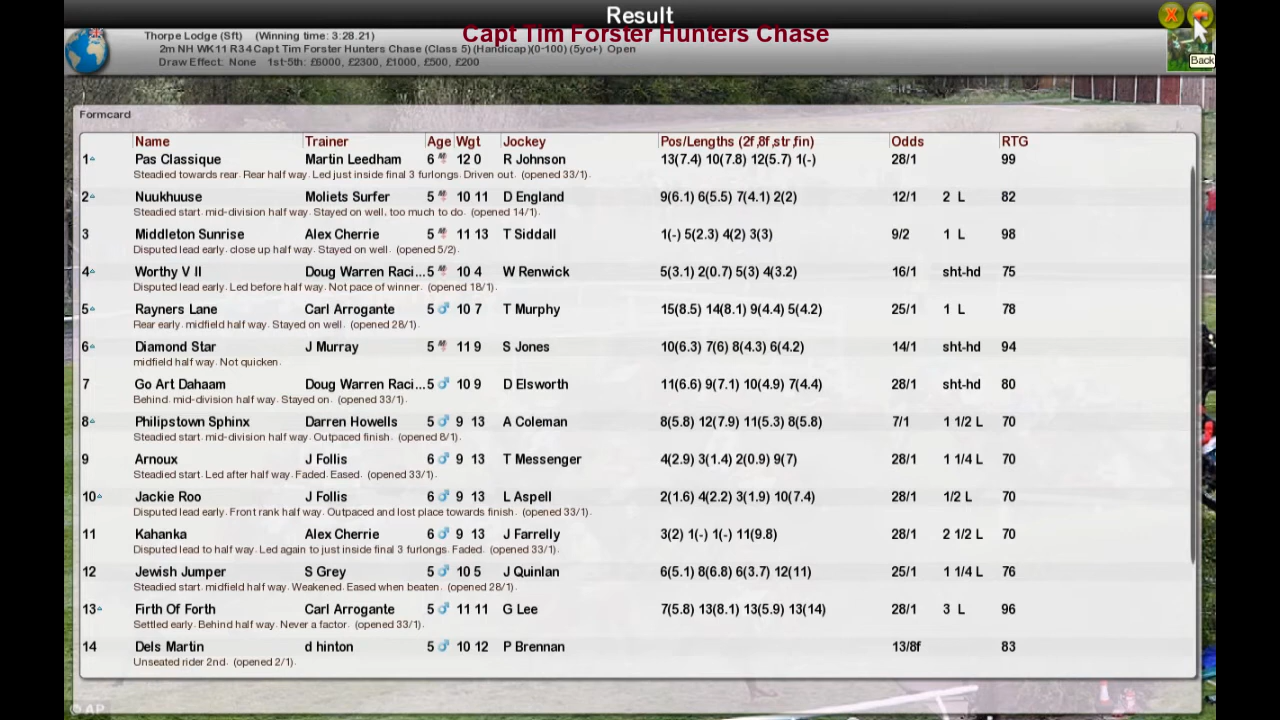 Result
Capt Tim Forster Hunters Chase
Thorpe Lodge (Sft) (Winning time: 3:28.21)
2m NH WK11 R34 Capt Tim Forster Hunters Chase (Class 5) (Handicap)(0-100) (5yo+) Open
Draw Effect: None 1st-5th: £6000, £2300, £1000, £500, £200
Back
Formcard
Name Trainer Age Wgt Jockey Pos/Lengths (2f,8f,str,fin) Odds RTG
1 Pas Classique Martin Leedham 6 12 0 R Johnson 13(7.4) 10(7.8) 12(5.7) 1(-) 28/1 99
Steadied towards rear. Rear half way. Led just inside final 3 furlongs. Driven out. (opened 33/1).
2 Nuukhuuse Moliets Surfer 5 10 11 D England 9(6.1) 6(5.5) 7(4.1) 2(2) 12/1 2 L 82
Steadied start. mid-division half way. Stayed on well, too much to do. (opened 14/1).
3 Middleton Sunrise Alex Cherrie 5 11 13 T Siddall 1(-) 5(2.3) 4(2) 3(3) 9/2 1 L 98
Disputed lead early. close up half way. Stayed on well. (opened 5/2).
4 Worthy V II Doug Warren Raci... 5 10 4 W Renwick 5(3.1) 2(0.7) 5(3) 4(3.2) 16/1 sht-hd 75
Disputed lead early. Led before half way. Not pace of winner. (opened 18/1).
5 Rayners Lane Carl Arrogante 5 10 7 T Murphy 15(8.5) 14(8.1) 9(4.4) 5(4.2) 25/1 1 L 78
Rear early. midfield half way. Stayed on well. (opened 28/1).
6 Diamond Star J Murray 5 11 9 S Jones 10(6.3) 7(6) 8(4.3) 6(4.2) 14/1 sht-hd 94
midfield half way. Not quicken.
7 Go Art Dahaam Doug Warren Raci... 5 10 9 D Elsworth 11(6.6) 9(7.1) 10(4.9) 7(4.4) 28/1 sht-hd 80
Behind. mid-division half way. Stayed on. (opened 33/1).
8 Philipstown Sphinx Darren Howells 5 9 13 A Coleman 8(5.8) 12(7.9) 11(5.3) 8(5.8) 7/1 1 1/2 L 70
Steadied start. mid-division half way. Outpaced finish. (opened 8/1).
9 Arnoux J Follis 6 9 13 T Messenger 4(2.9) 3(1.4) 2(0.9) 9(7) 28/1 1 1/4 L 70
Steadied start. Led after half way. Faded. Eased. (opened 33/1).
10 Jackie Roo J Follis 6 9 13 L Aspell 2(1.6) 4(2.2) 3(1.9) 10(7.4) 28/1 1/2 L 70
Disputed lead early. Front rank half way. Outpaced and lost place towards finish. (opened 33/1).
11 Kahanka Alex Cherrie 6 9 13 J Farrelly 3(2) 1(-) 1(-) 11(9.8) 28/1 2 1/2 L 70
Disputed lead to half way. Led again to just inside final 3 furlongs. Faded. (opened 33/1).
12 Jewish Jumper S Grey 5 10 5 J Quinlan 6(5.1) 8(6.8) 6(3.7) 12(11) 25/1 1 1/4 L 76
Steadied start. midfield half way. Weakened. Eased when beaten. (opened 28/1).
13 Firth Of Forth Carl Arrogante 5 11 11 G Lee 7(5.8) 13(8.1) 13(5.9) 13(14) 28/1 3 L 96
Settled early. Behind half way. Never a factor. (opened 33/1).
14 Dels Martin d hinton 5 10 12 P Brennan 13/8f 83
Unseated rider 2nd. (opened 2/1).
© AP